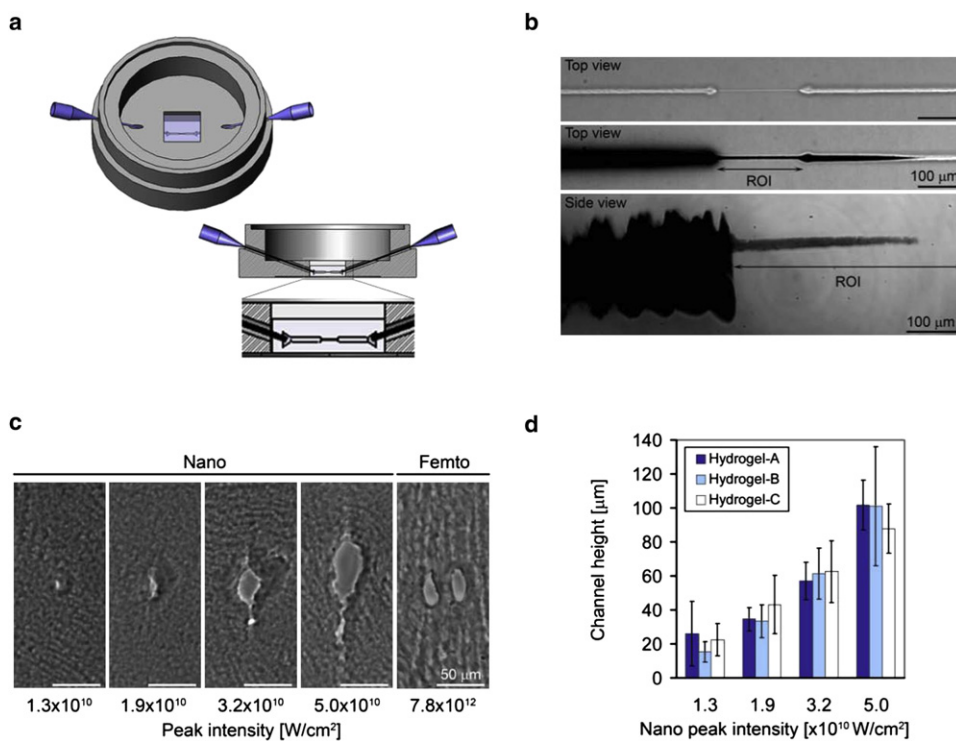 a
b
Top view
Top view
ROI
100 μm
Side view
ROI
100 μm
c
Nano
Femto
50 μm
1.3x10¹⁰
1.9x10¹⁰
3.2x10¹⁰
5.0x10¹⁰
7.8x10¹²
Peak intensity [W/cm²]
d
Channel height [μm]
140
120
100
80
60
40
20
0
Hydrogel-A
Hydrogel-B
Hydrogel-C
1.3
1.9
3.2
5.0
Nano peak intensity [x10¹⁰ W/cm²]